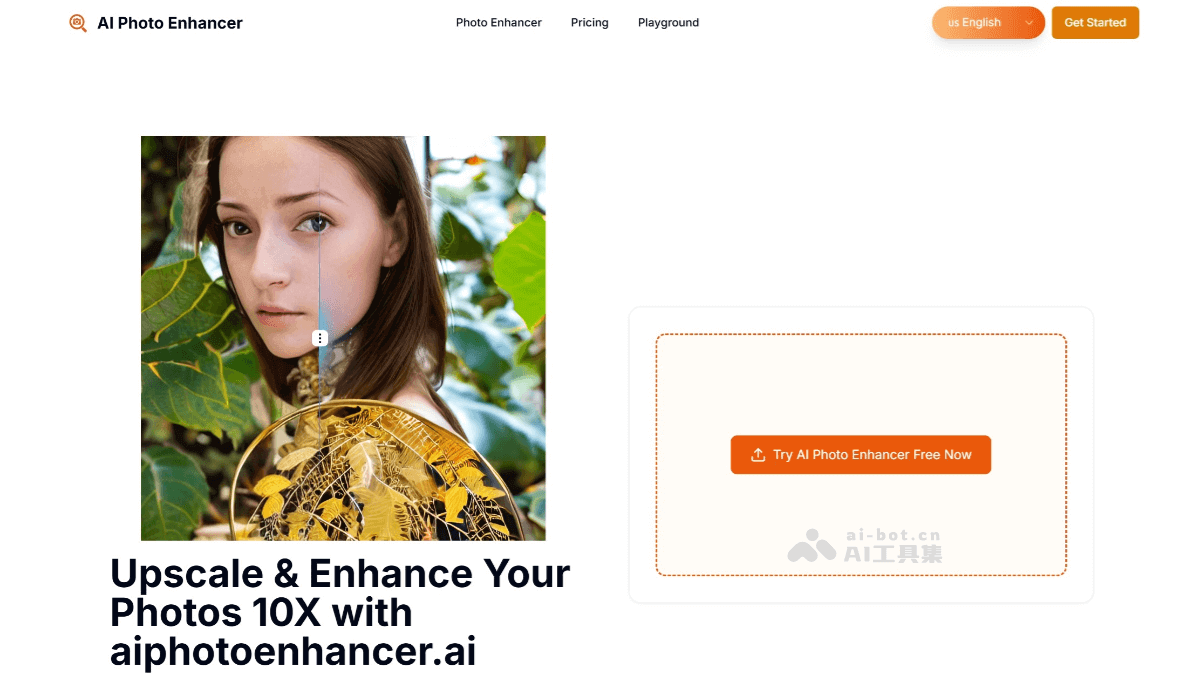 AI Photo Enhancer
Photo Enhancer
Pricing
Playground
us English
Get Started
Try AI Photo Enhancer Free Now
ai-bot.cn
AI工具集
Upscale & Enhance Your
Photos 10X with
aiphotoenhancer.ai